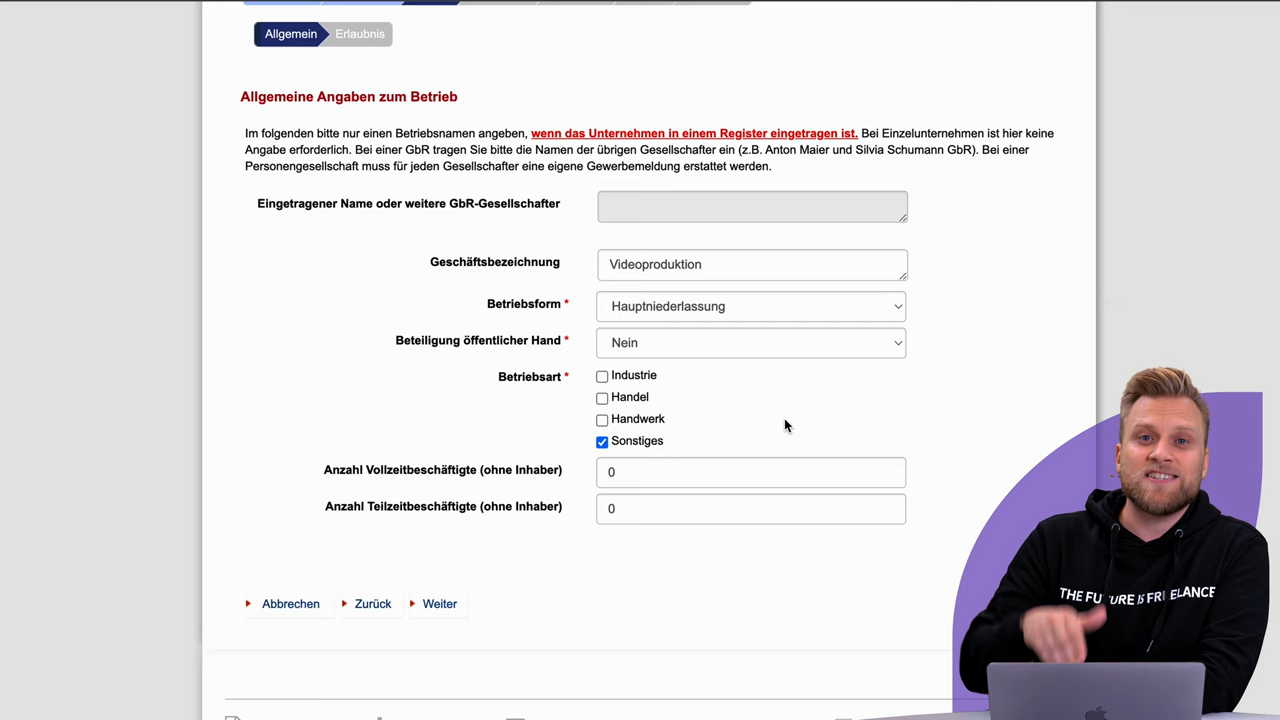 Allgemein
Erlaubnis
Allgemeine Angaben zum Betrieb
Im folgenden bitte nur einen Betriebsnamen angeben, wenn das Unternehmen in einem Register eingetragen ist. Bei Einzelunternehmen ist hier keine
Angabe erforderlich. Bei einer GbR tragen Sie bitte die Namen der übrigen Gesellschafter ein (z.B. Anton Maier und Silvia Schumann GbR). Bei einer
Personengesellschaft muss für jeden Gesellschafter eine eigene Gewerbemeldung erstattet werden.
Eingetragener Name oder weitere GbR-Gesellschafter
Geschäftsbezeichnung
Videoproduktion
Betriebsform *
Hauptniederlassung
Beteiligung öffentlicher Hand *
Nein
Betriebsart *
Industrie
Handel
Handwerk
Sonstiges
Anzahl Vollzeitbeschäftigte (ohne Inhaber)
0
Anzahl Teilzeitbeschäftigte (ohne Inhaber)
0
Abbrechen
Zurück
Weiter
THE FUTURE IS FREELANCE